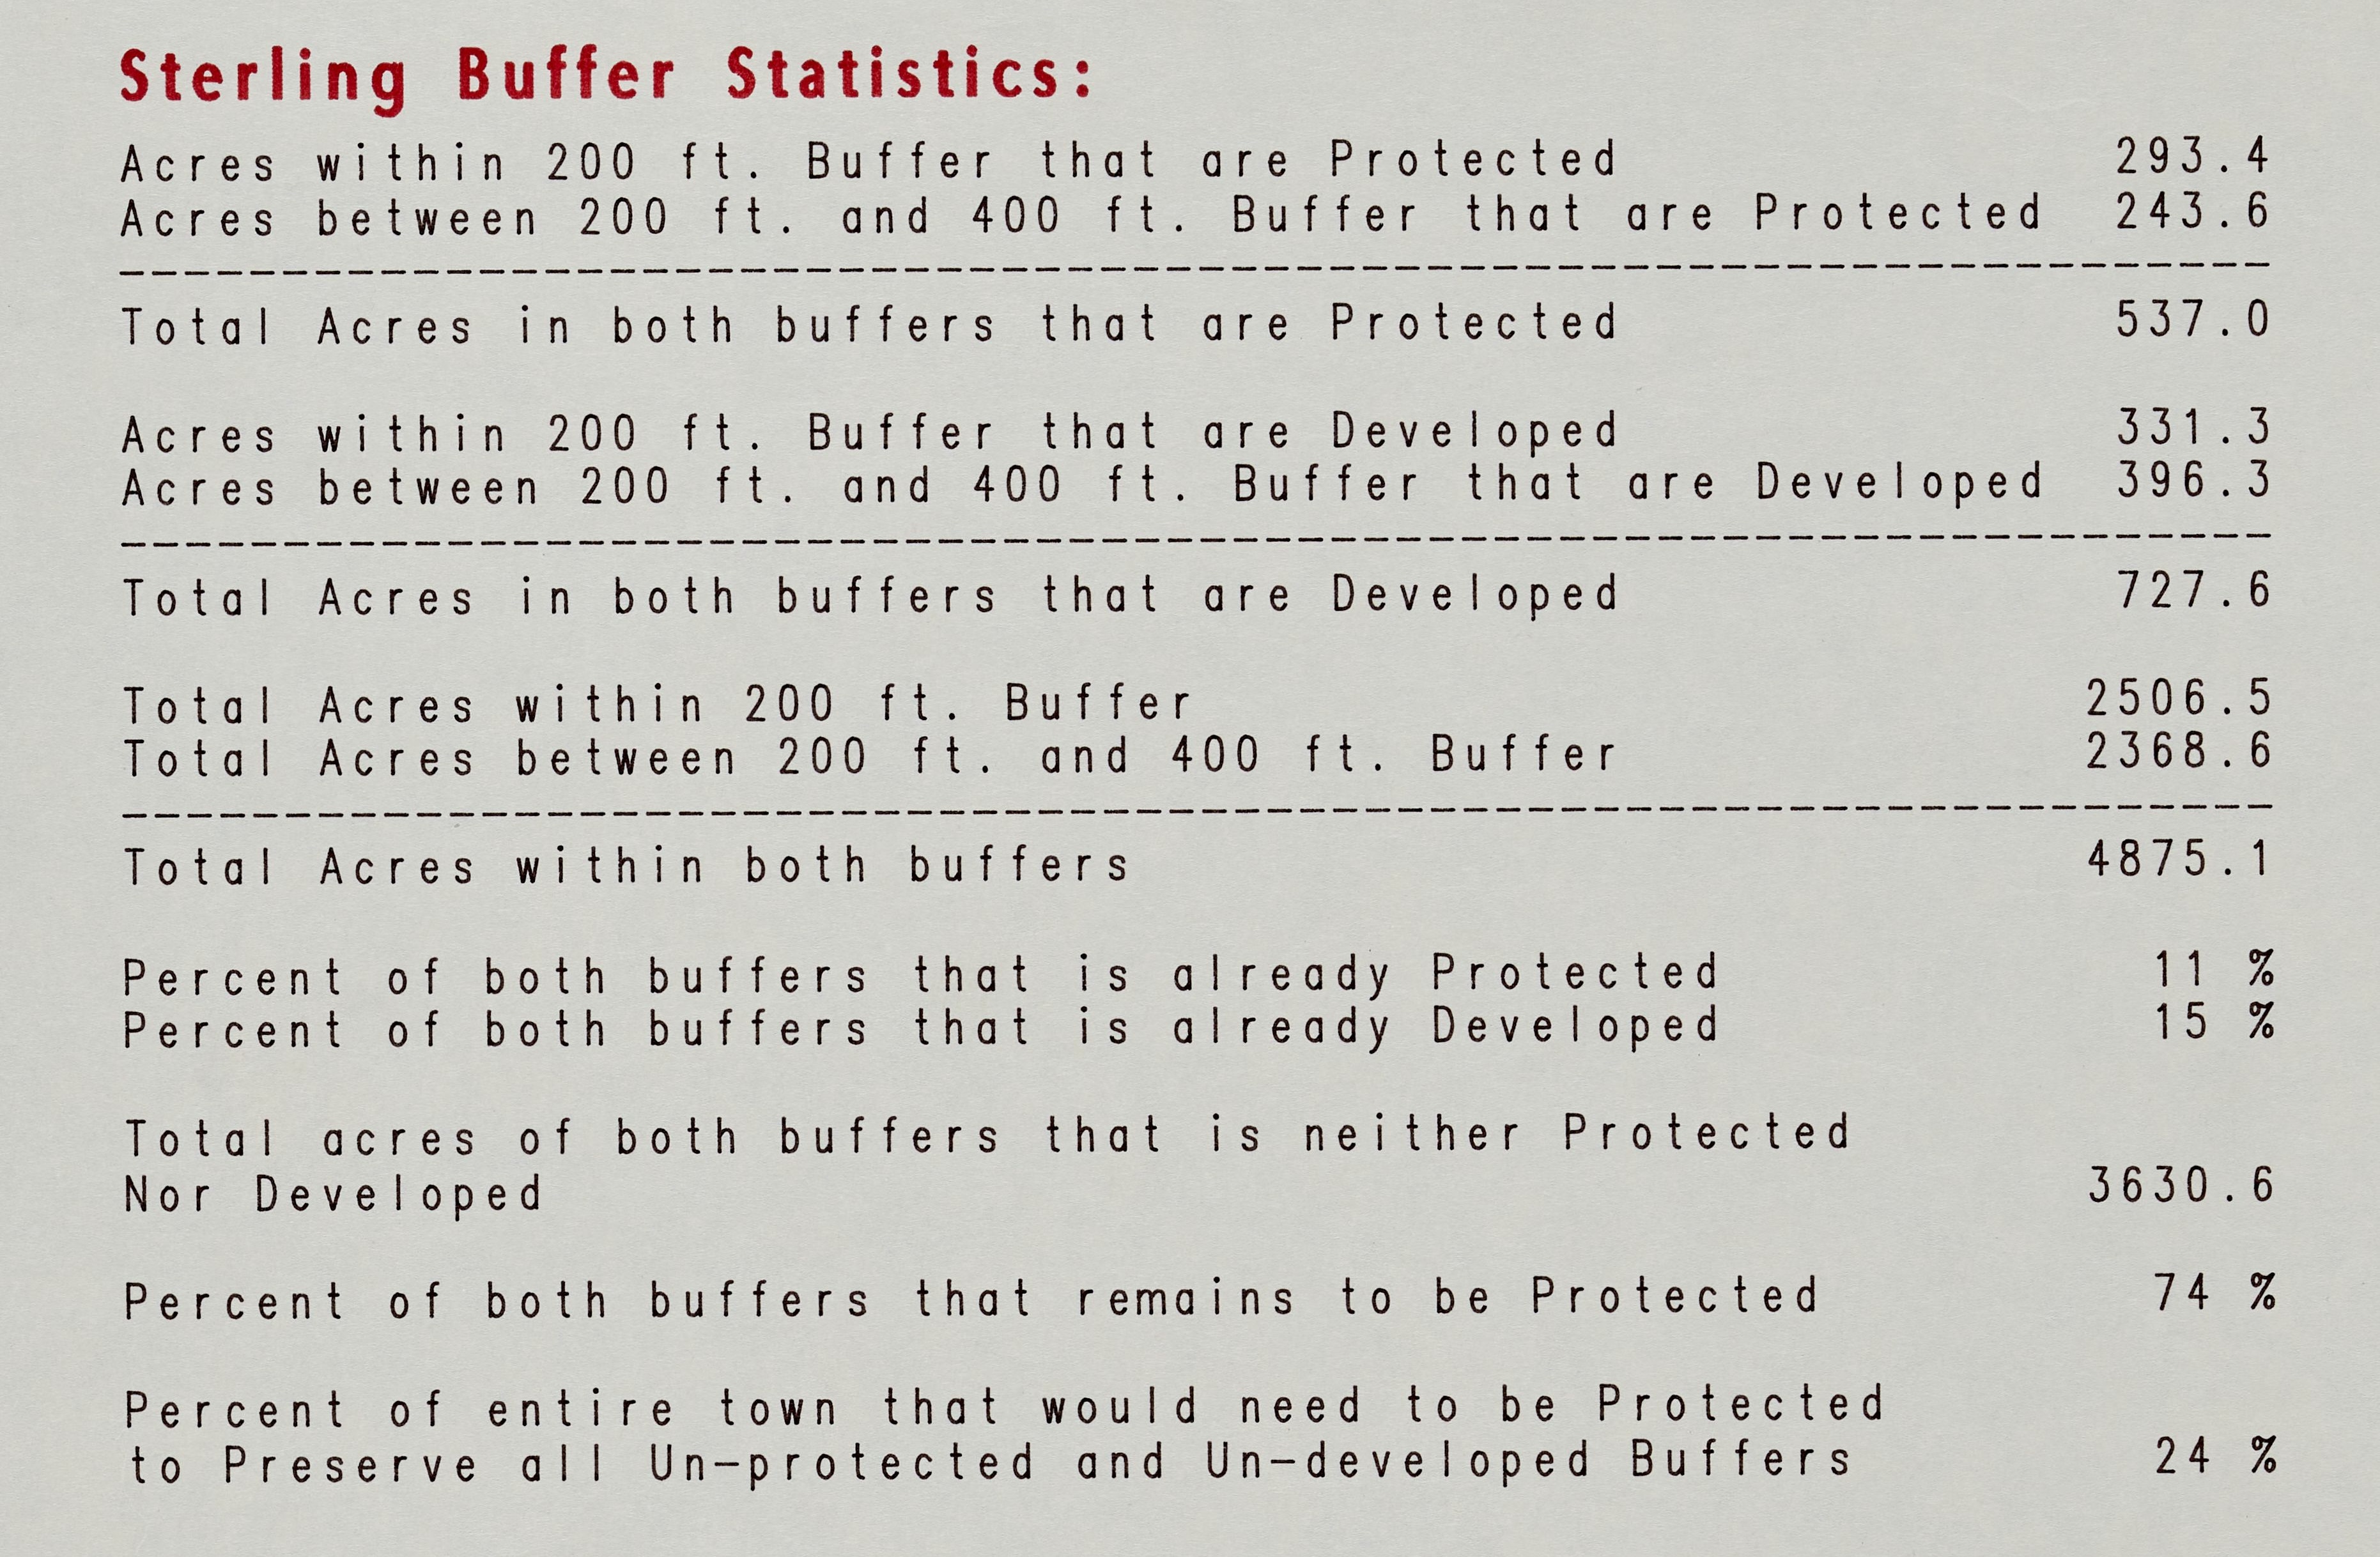 Sterling Buffer Statistics:
Acres within 200 ft. Buffer that are Protected 293.4
Acres between 200 ft. and 400 ft. Buffer that are Protected 243.6
------------------------------------------------------------------
Total Acres in both buffers that are Protected 537.0
Acres within 200 ft. Buffer that are Developed 331.3
Acres between 200 ft. and 400 ft. Buffer that are Developed 396.3
------------------------------------------------------------------
Total Acres in both buffers that are Developed 727.6
Total Acres within 200 ft. Buffer 2506.5
Total Acres between 200 ft. and 400 ft. Buffer 2368.6
------------------------------------------------------------------
Total Acres within both buffers 4875.1
Percent of both buffers that is already Protected 11 %
Percent of both buffers that is already Developed 15 %
Total acres of both buffers that is neither Protected
Nor Developed 3630.6
Percent of both buffers that remains to be Protected 74 %
Percent of entire town that would need to be Protected
to Preserve all Un-protected and Un-developed Buffers 24 %